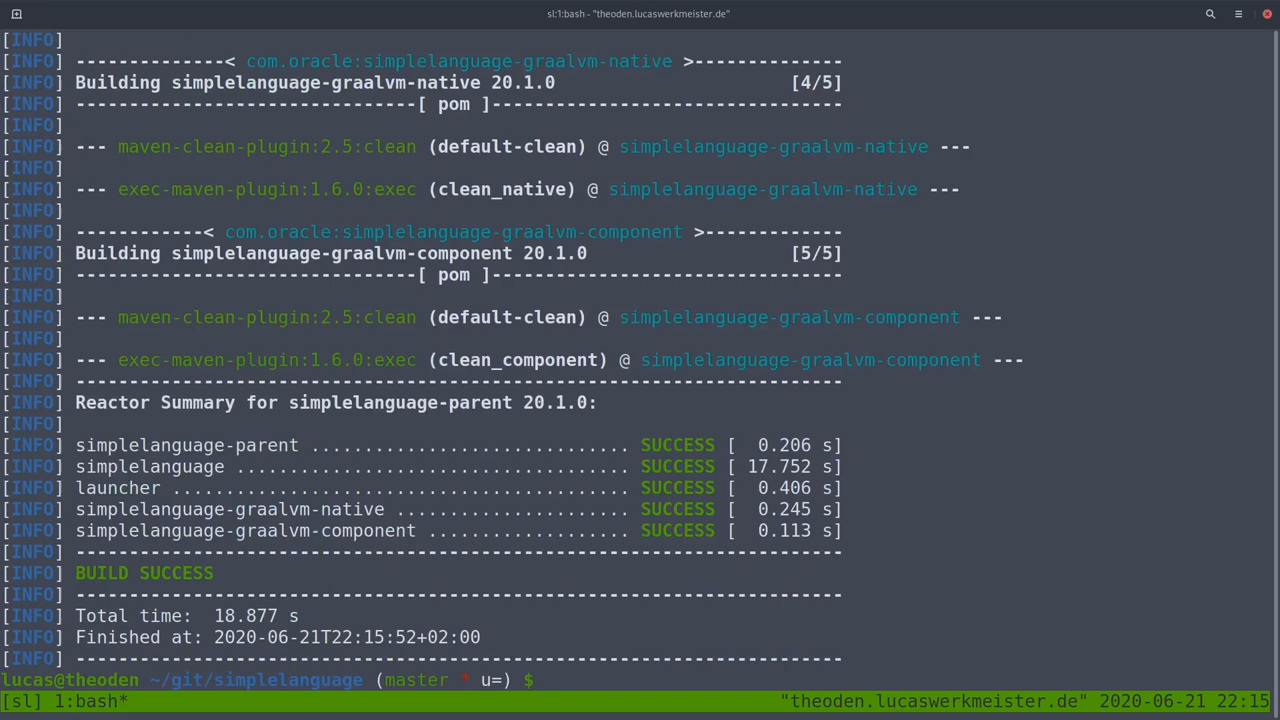 sl:1:bash - "theoden.lucaswerkmeister.de"
[INFO]
[INFO] --------------< com.oracle:simplelanguage-graalvm-native >--------------
[INFO] Building simplelanguage-graalvm-native 20.1.0                      [4/5]
[INFO] --------------------------------[ pom ]---------------------------------
[INFO]
[INFO] --- maven-clean-plugin:2.5:clean (default-clean) @ simplelanguage-graalvm-native ---
[INFO]
[INFO] --- exec-maven-plugin:1.6.0:exec (clean_native) @ simplelanguage-graalvm-native ---
[INFO]
[INFO] ------------< com.oracle:simplelanguage-graalvm-component >-------------
[INFO] Building simplelanguage-graalvm-component 20.1.0                   [5/5]
[INFO] --------------------------------[ pom ]---------------------------------
[INFO]
[INFO] --- maven-clean-plugin:2.5:clean (default-clean) @ simplelanguage-graalvm-component ---
[INFO]
[INFO] --- exec-maven-plugin:1.6.0:exec (clean_component) @ simplelanguage-graalvm-component ---
[INFO] ------------------------------------------------------------------------
[INFO] Reactor Summary for simplelanguage-parent 20.1.0:
[INFO]
[INFO] simplelanguage-parent .............................. SUCCESS [  0.206 s]
[INFO] simplelanguage ..................................... SUCCESS [ 17.752 s]
[INFO] launcher ........................................... SUCCESS [  0.406 s]
[INFO] simplelanguage-graalvm-native ...................... SUCCESS [  0.245 s]
[INFO] simplelanguage-graalvm-component ................... SUCCESS [  0.113 s]
[INFO] ------------------------------------------------------------------------
[INFO] BUILD SUCCESS
[INFO] ------------------------------------------------------------------------
[INFO] Total time:  18.877 s
[INFO] Finished at: 2020-06-21T22:15:52+02:00
[INFO] ------------------------------------------------------------------------
lucas@theoden ~/git/simplelanguage (master * u=) $
[sl] 1:bash* "theoden.lucaswerkmeister.de" 2020-06-21 22:15